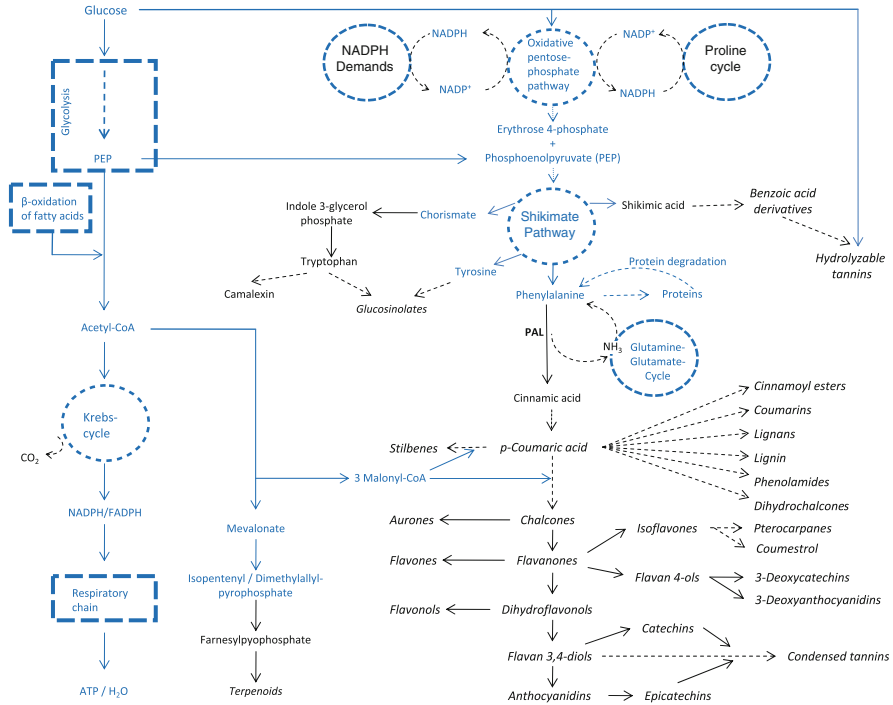 Glucose
NADPH
Demands
NADPH
NADP+
Oxidative
pentose-
phosphate
pathway
NADP+
NADPH
Proline
cycle
Glycolysis
PEP
Erythrose 4-phosphate
+
Phosphoenolpyruvate (PEP)
β-oxidation
of fatty acids
Indole 3-glycerol
phosphate
Chorismate
Shikimate
Pathway
Shikimic acid
Benzoic acid
derivatives
Hydrolyzable
tannins
Tryptophan
Tyrosine
Camalexin
Glucosinolates
Phenylalanine
Protein degradation
Proteins
Acetyl-CoA
PAL
NH3
Glutamine-
Glutamate-
Cycle
Cinnamic acid
Krebs-
cycle
CO2
Stilbenes
p-Coumaric acid
Cinnamoyl esters
Coumarins
Lignans
Lignin
Phenolamides
Dihydrochalcones
3 Malonyl-CoA
NADPH/FADPH
Mevalonate
Aurones
Chalcones
Isoflavones
Pterocarpanes
Coumestrol
Flavones
Flavanones
Isopentenyl / Dimethylallyl-
pyrophosphate
Flavan 4-ols
3-Deoxycatechins
3-Deoxyanthocyanidins
Respiratory
chain
Flavonols
Dihydroflavonols
Farnesylpyophosphate
Catechins
Flavan 3,4-diols
Condensed tannins
ATP / H2O
Terpenoids
Anthocyanidins
Epicatechins